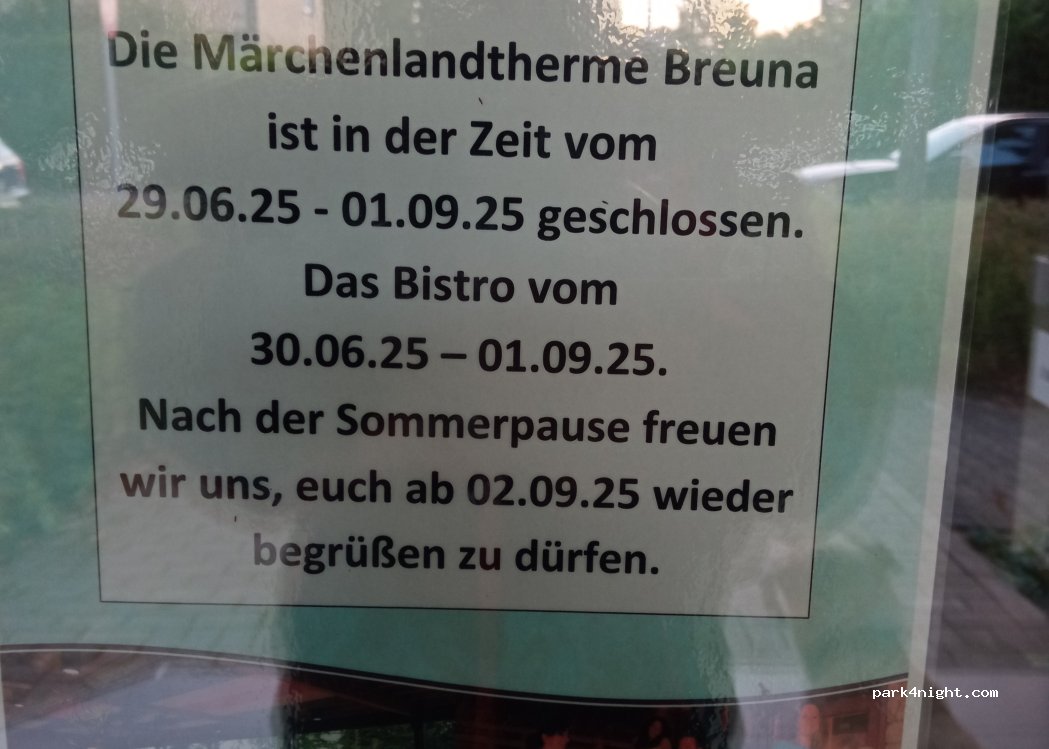 Die Märchenlandtherme Breuna
ist in der Zeit vom
29.06.25 - 01.09.25 geschlossen.
Das Bistro vom
30.06.25 – 01.09.25.
Nach der Sommerpause freuen
wir uns, euch ab 02.09.25 wieder
begrüßen zu dürfen.
park4night.com